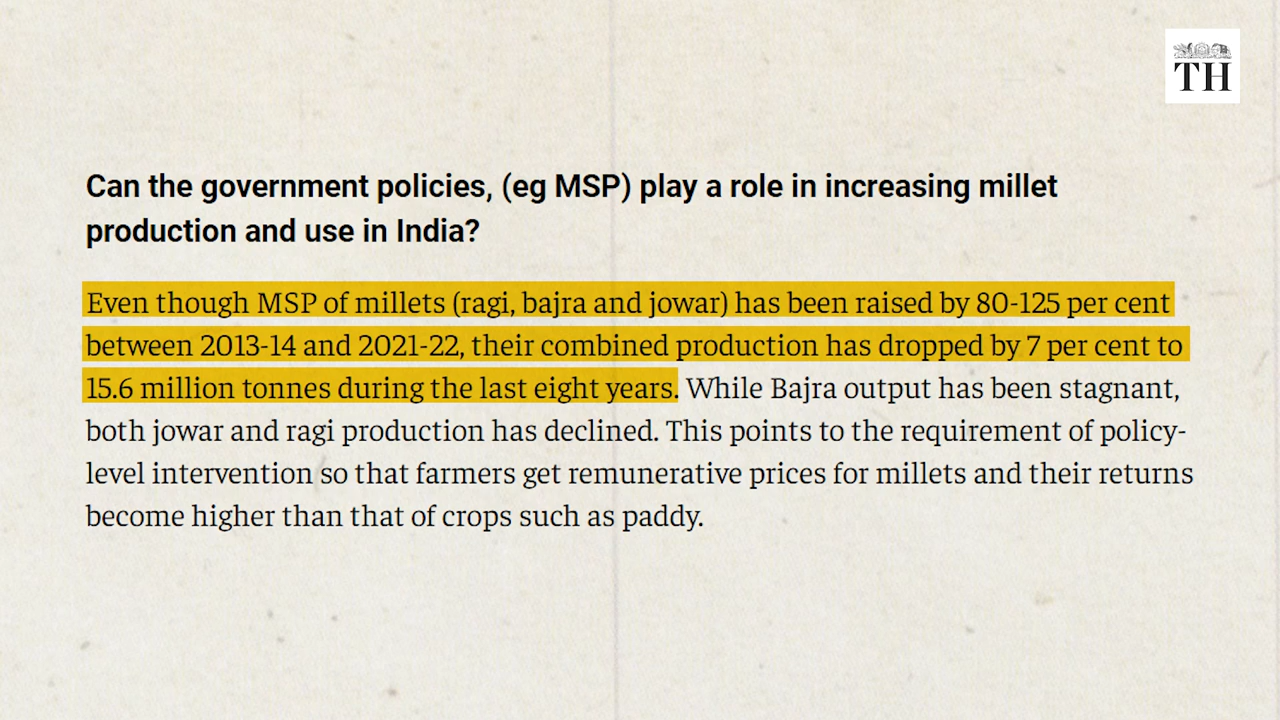 TH
Can the government policies, (eg MSP) play a role in increasing millet
production and use in India?
Even though MSP of millets (ragi, bajra and jowar) has been raised by 80-125 per cent
between 2013-14 and 2021-22, their combined production has dropped by 7 per cent to
15.6 million tonnes during the last eight years. While Bajra output has been stagnant,
both jowar and ragi production has declined. This points to the requirement of policy-
level intervention so that farmers get remunerative prices for millets and their returns
become higher than that of crops such as paddy.